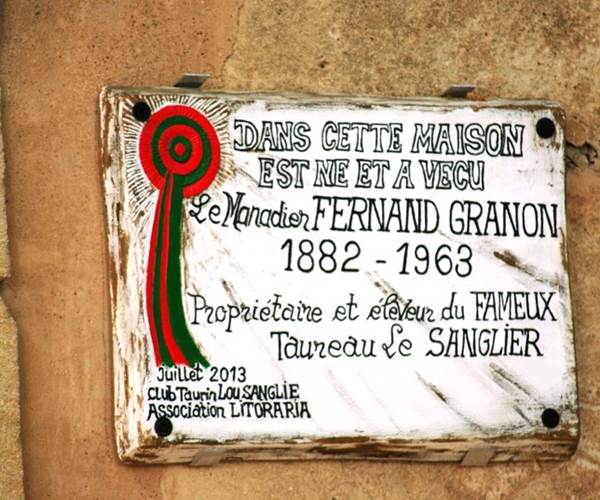 DANS CETTE MAISON
EST NE ET A VECU
Le Manadier FERNAND GRANON
1882 - 1963
Propriétaire et éleveur du FAMEUX
Taureau Le SANGLIER
Juillet 2013
Club Taurin Lou SANGLIE
Association LITORARIA